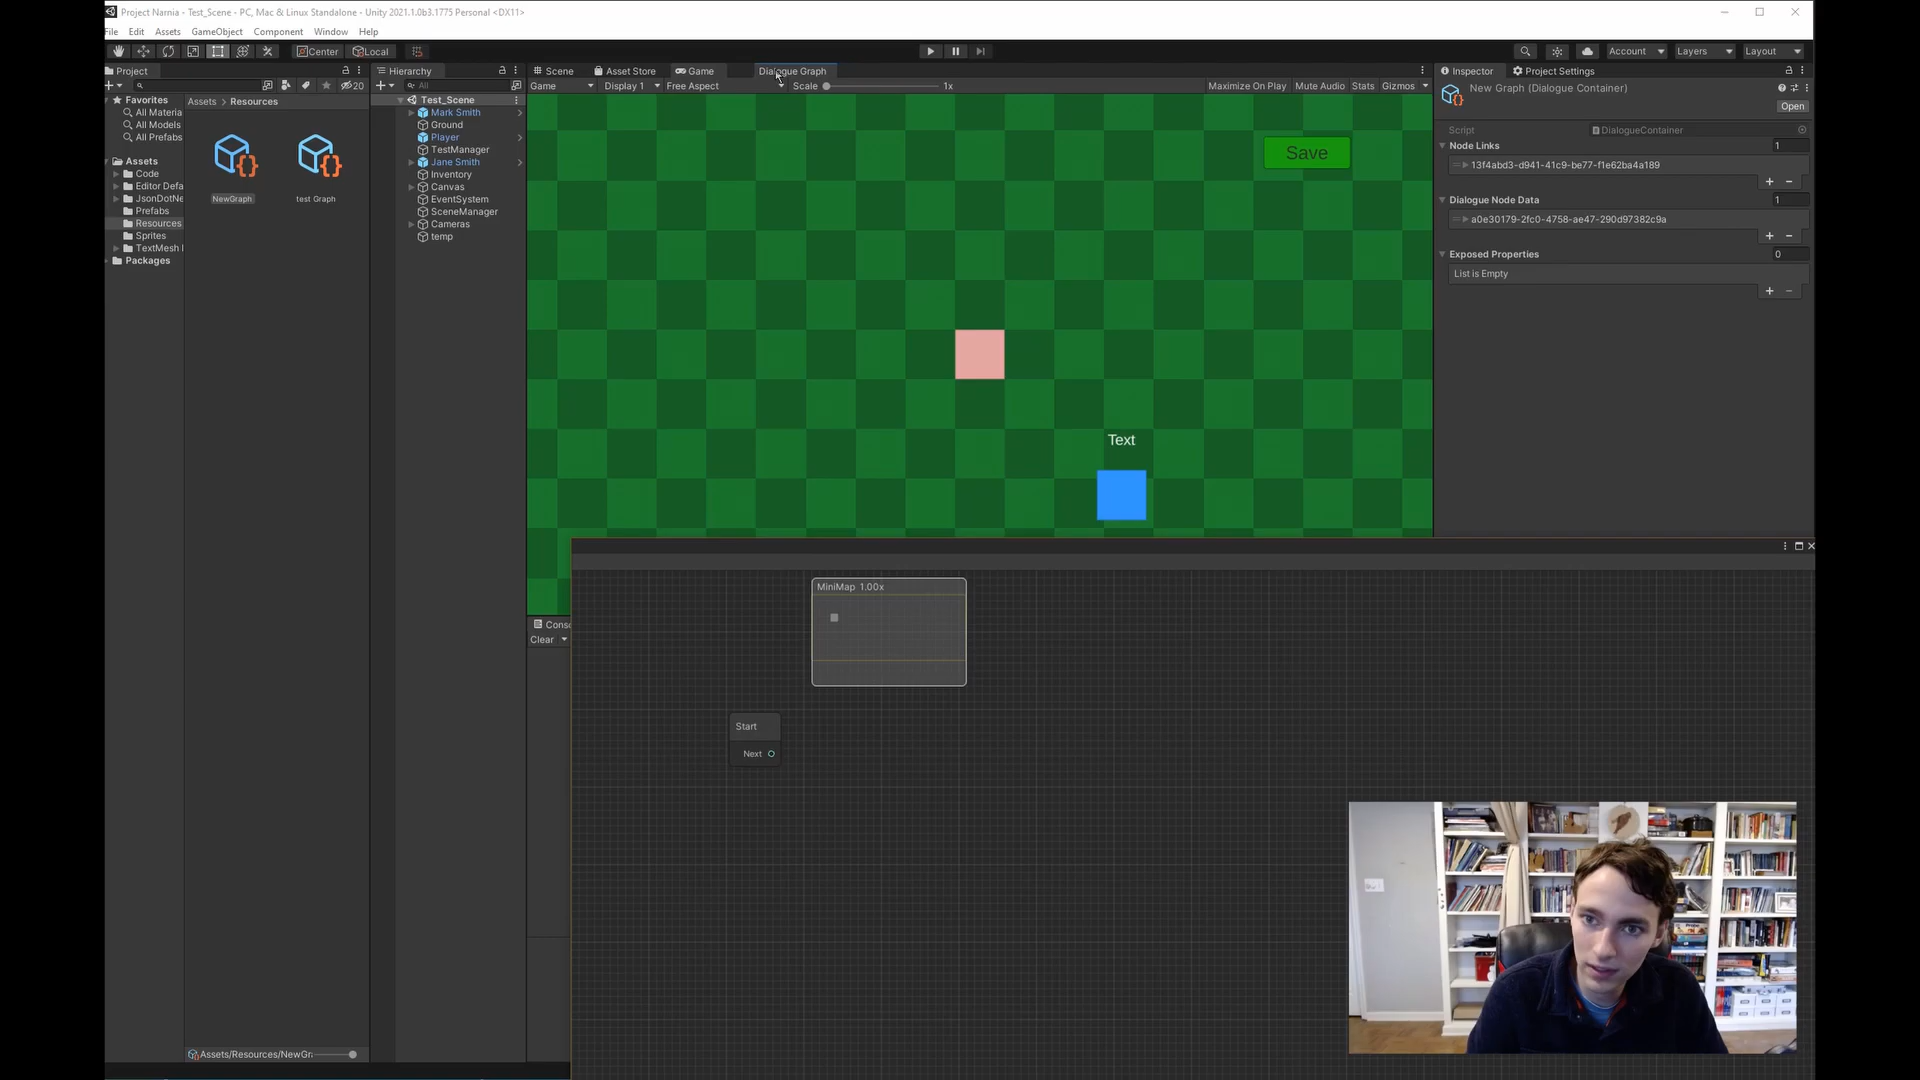 Project Narnia - Test_Scene - PC, Mac & Linux Standalone - Unity 2021.1.0b3.1775 Personal <DX11>
File Edit Assets GameObject Component Window Help
Center Local
Account Layers Layout
Project
Hierarchy
Scene Asset Store Game Dialogue Graph
Inspector Project Settings
20
All
Game Display 1 Free Aspect Scale 1x Maximize On Play Mute Audio Stats Gizmos
Favorites
All Materia
All Models
All Prefabs
Assets
Code
Editor Defa
JsonDotNe
Prefabs
Resources
Sprites
TextMesh
Packages
Assets > Resources
NewGraph
test Graph
Assets/Resources/NewGr
Test_Scene
Mark Smith
Ground
Player
TestManager
Jane Smith
Inventory
Canvas
EventSystem
SceneManager
Cameras
temp
Save
Text
New Graph (Dialogue Container)
Open
Script DialogueContainer
Node Links 1
13f4abd3-d941-41c9-be77-f1e62ba4a189
Dialogue Node Data 1
a0e30179-2fc0-4758-ae47-290d97382c9a
Exposed Properties 0
List is Empty
Conso
Clear
MiniMap 1.00x
Start
Next